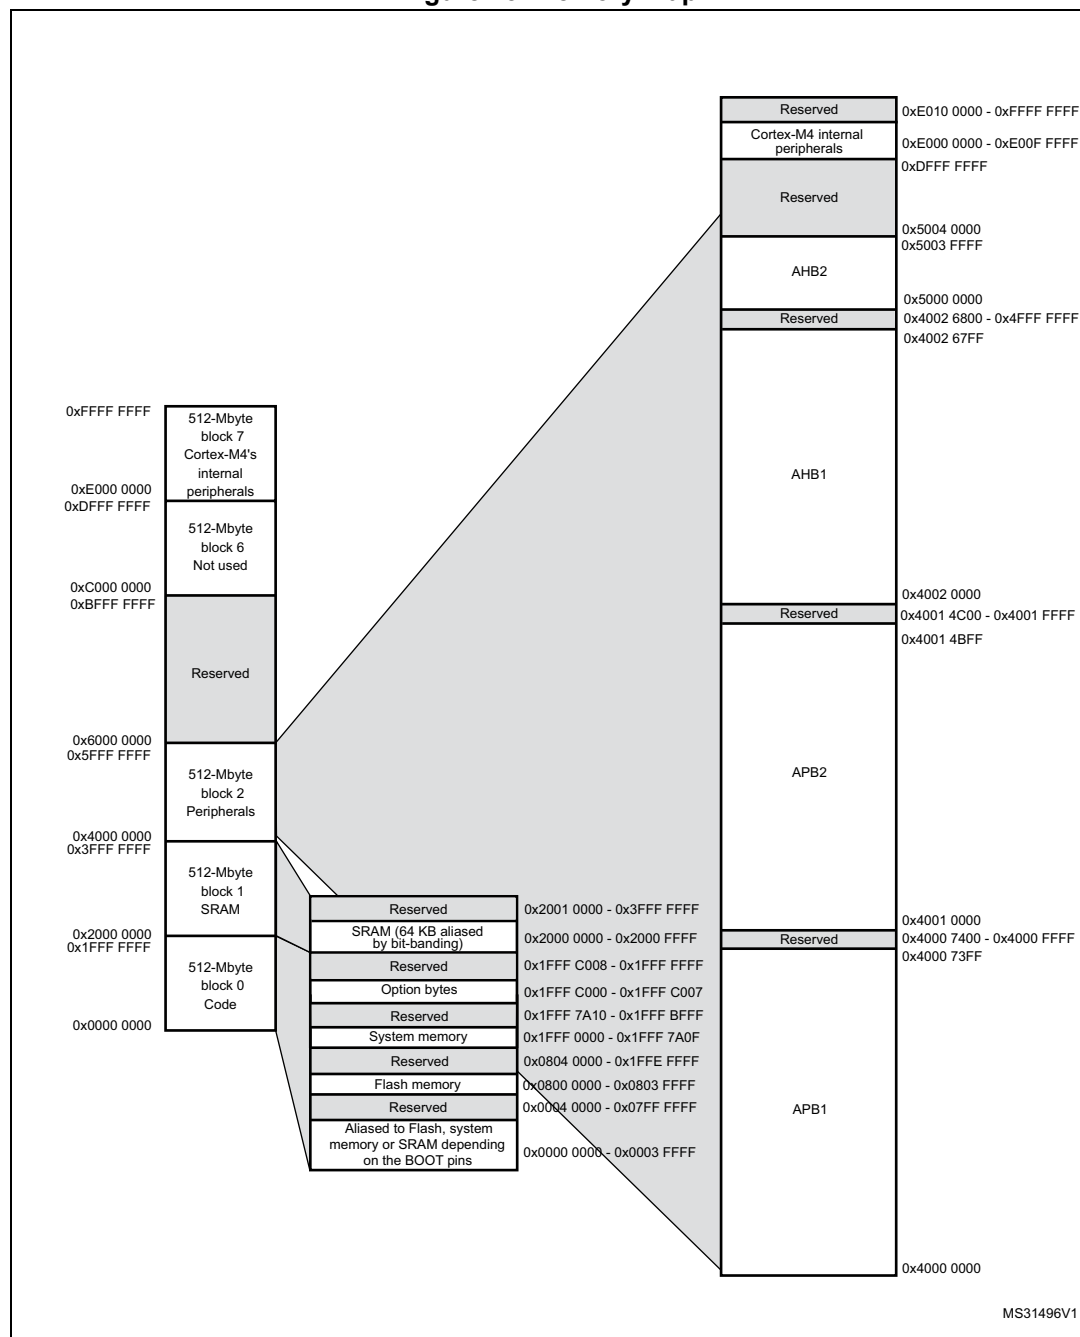 Reserved 0xE010 0000 - 0xFFFF FFFF
Cortex-M4 internal
peripherals 0xE000 0000 - 0xE00F FFFF
0xDFFF FFFF
Reserved
0x5004 0000
0x5003 FFFF
AHB2
0x5000 0000
Reserved 0x4002 6800 - 0x4FFF FFFF
0x4002 67FF
AHB1
0x4002 0000
Reserved 0x4001 4C00 - 0x4001 FFFF
0x4001 4BFF
APB2
0x4001 0000
Reserved 0x4000 7400 - 0x4000 FFFF
0x4000 73FF
APB1
0x4000 0000
0xFFFF FFFF
512-Mbyte
block 7
Cortex-M4's
internal
peripherals
0xE000 0000
0xDFFF FFFF
512-Mbyte
block 6
Not used
0xC000 0000
0xBFFF FFFF
Reserved
0x6000 0000
0x5FFF FFFF
512-Mbyte
block 2
Peripherals
0x4000 0000
0x3FFF FFFF
512-Mbyte
block 1
SRAM
0x2000 0000
0x1FFF FFFF
512-Mbyte
block 0
Code
0x0000 0000
Reserved 0x2001 0000 - 0x3FFF FFFF
SRAM (64 KB aliased
by bit-banding) 0x2000 0000 - 0x2000 FFFF
Reserved 0x1FFF C008 - 0x1FFF FFFF
Option bytes 0x1FFF C000 - 0x1FFF C007
Reserved 0x1FFF 7A10 - 0x1FFF BFFF
System memory 0x1FFF 0000 - 0x1FFF 7A0F
Reserved 0x0804 0000 - 0x1FFE FFFF
Flash memory 0x0800 0000 - 0x0803 FFFF
Reserved 0x0004 0000 - 0x07FF FFFF
Aliased to Flash, system
memory or SRAM depending
on the BOOT pins 0x0000 0000 - 0x0003 FFFF
MS31496V1